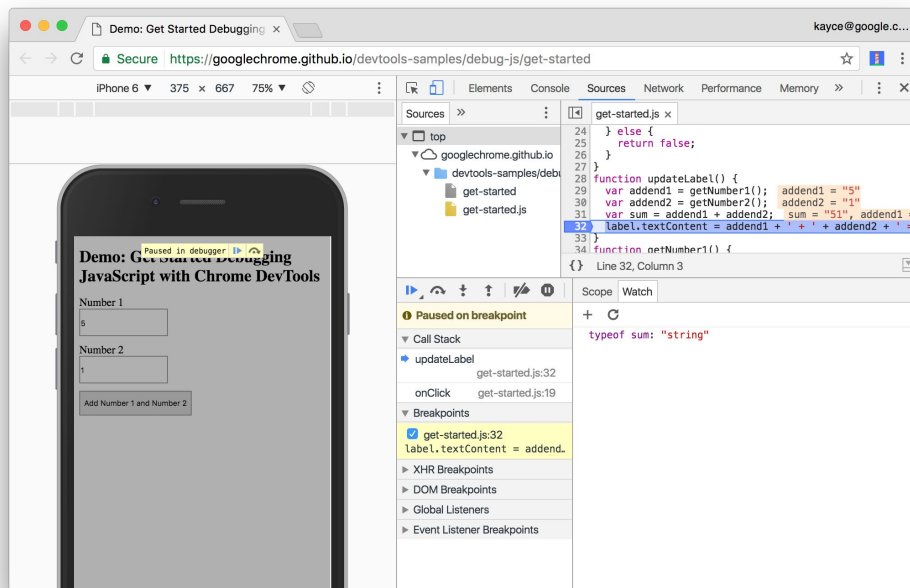 Demo: Get Started Debugging
kayce@google.c...
Secure https://googlechrome.github.io/devtools-samples/debug-js/get-started
iPhone 6 ▼ 375 × 667 75% ▼
Elements Console Sources Network Performance Memory »
Sources »
get-started.js ×
top
googlechrome.github.io
devtools-samples/debu
get-started
get-started.js
24 } else {
25 return false;
26 }
27 }
28 function updateLabel() {
29 var addend1 = getNumber1(); addend1 = "5"
30 var addend2 = getNumber2(); addend2 = "1"
31 var sum = addend1 + addend2; sum = "51", addend1 =
32 label.textContent = addend1 + ' + ' + addend2 + ' =
33 }
34 function getNumber1() {
{} Line 32, Column 3
Paused in debugger
Demo: Get Started Debugging
JavaScript with Chrome DevTools
Number 1
5
Number 2
1
Add Number 1 and Number 2
Paused on breakpoint
Call Stack
updateLabel
get-started.js:32
onClick get-started.js:19
Breakpoints
get-started.js:32
label.textContent = addend…
XHR Breakpoints
DOM Breakpoints
Global Listeners
Event Listener Breakpoints
Scope Watch
typeof sum: "string"